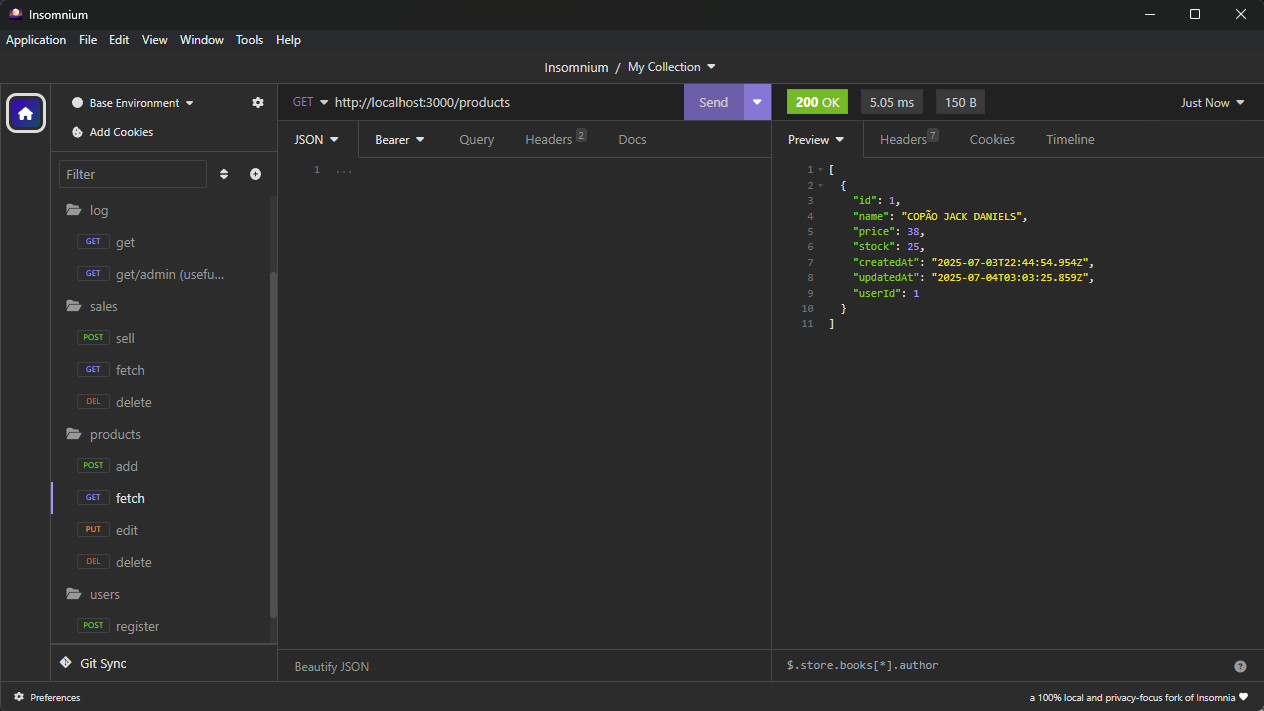 Insomnium
Application File Edit View Window Tools Help
Insomnium / My Collection
Base Environment
Add Cookies
Filter
log
GET get
GET get/admin (usefu...
sales
POST sell
GET fetch
DEL delete
products
POST add
GET fetch
PUT edit
DEL delete
users
POST register
Git Sync
GET http://localhost:3000/products Send
JSON Bearer Query Headers 2 Docs
1 ...
Beautify JSON
200 OK 5.05 ms 150 B Just Now
Preview Headers 7 Cookies Timeline
1 [
2 {
3 "id": 1,
4 "name": "COPÃO JACK DANIELS",
5 "price": 38,
6 "stock": 25,
7 "createdAt": "2025-07-03T22:44:54.954Z",
8 "updatedAt": "2025-07-04T03:03:25.859Z",
9 "userId": 1
10 }
11 ]
$.store.books[*].author ?
Preferences
a 100% local and privacy-focus fork of Insomnia